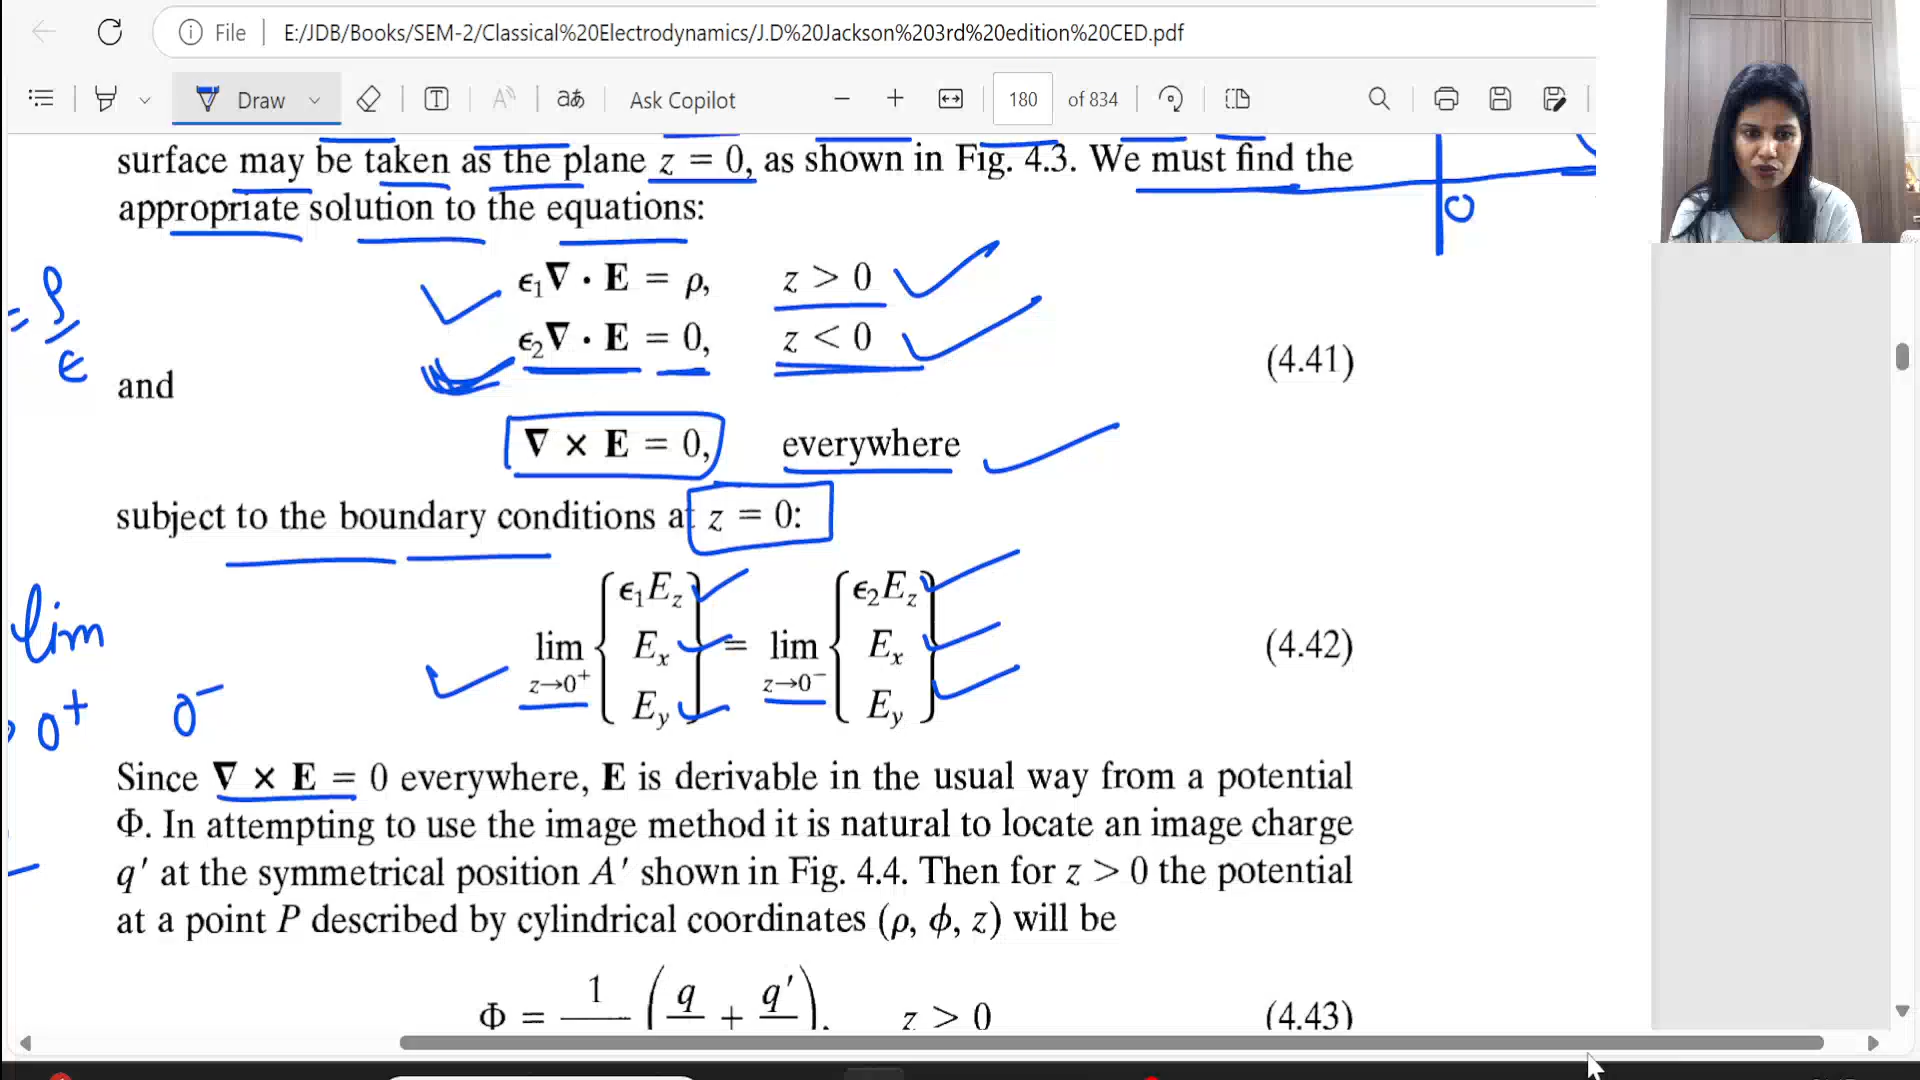 File E:/JDB/Books/SEM-2/Classical%20Electrodynamics/J.D%20Jackson%203rd%20edition%20CED.pdf
Draw Ask Copilot 180 of 834
surface may be taken as the plane z = 0, as shown in Fig. 4.3. We must find the
appropriate solution to the equations:
0
ϵ₁∇ · E = ρ, z > 0
= ρ/ε
ϵ₂∇ · E = 0, z < 0
(4.41)
and
∇ × E = 0, everywhere
subject to the boundary conditions at z = 0:
lim
0⁺ 0⁻
lim z→0⁺ { ϵ₁E_z E_x E_y } = lim z→0⁻ { ϵ₂E_z E_x E_y } (4.42)
Since ∇ × E = 0 everywhere, E is derivable in the usual way from a potential
Φ. In attempting to use the image method it is natural to locate an image charge
q′ at the symmetrical position A′ shown in Fig. 4.4. Then for z > 0 the potential
at a point P described by cylindrical coordinates (ρ, ϕ, z) will be
Φ = 1 ( q + q′ ), z > 0 (4.43)